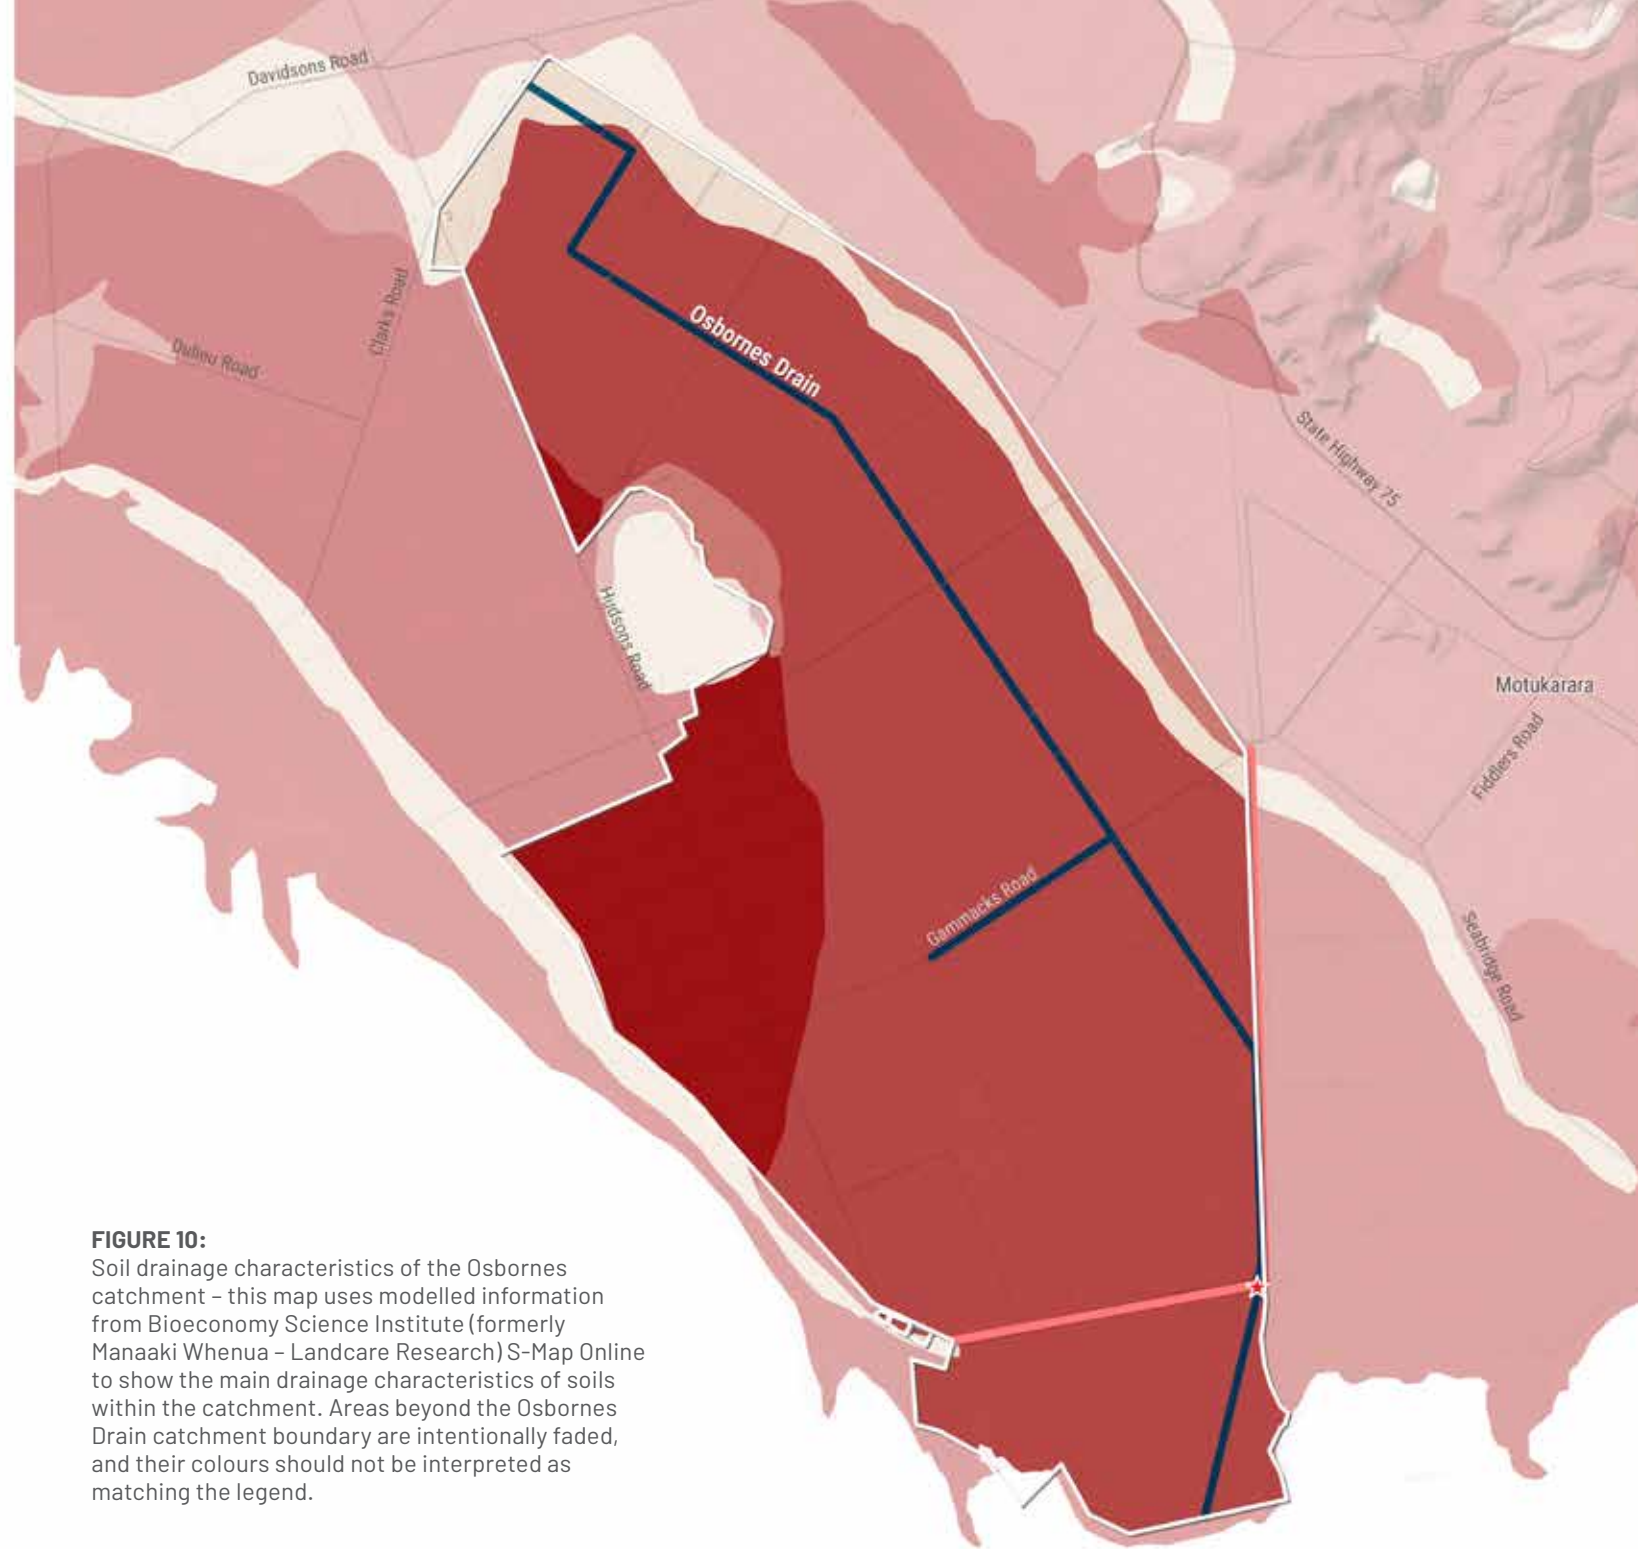 Davidsons Road
Clarks Road
Dulieu Road
Osbornes Drain
State Highway 75
Hudsons Road
Motukarara
Fiddlers Road
Gammacks Road
Seabridge Road
FIGURE 10:
Soil drainage characteristics of the Osbornes
catchment – this map uses modelled information
from Bioeconomy Science Institute (formerly
Manaaki Whenua – Landcare Research) S-Map Online
to show the main drainage characteristics of soils
within the catchment. Areas beyond the Osbornes
Drain catchment boundary are intentionally faded,
and their colours should not be interpreted as
matching the legend.